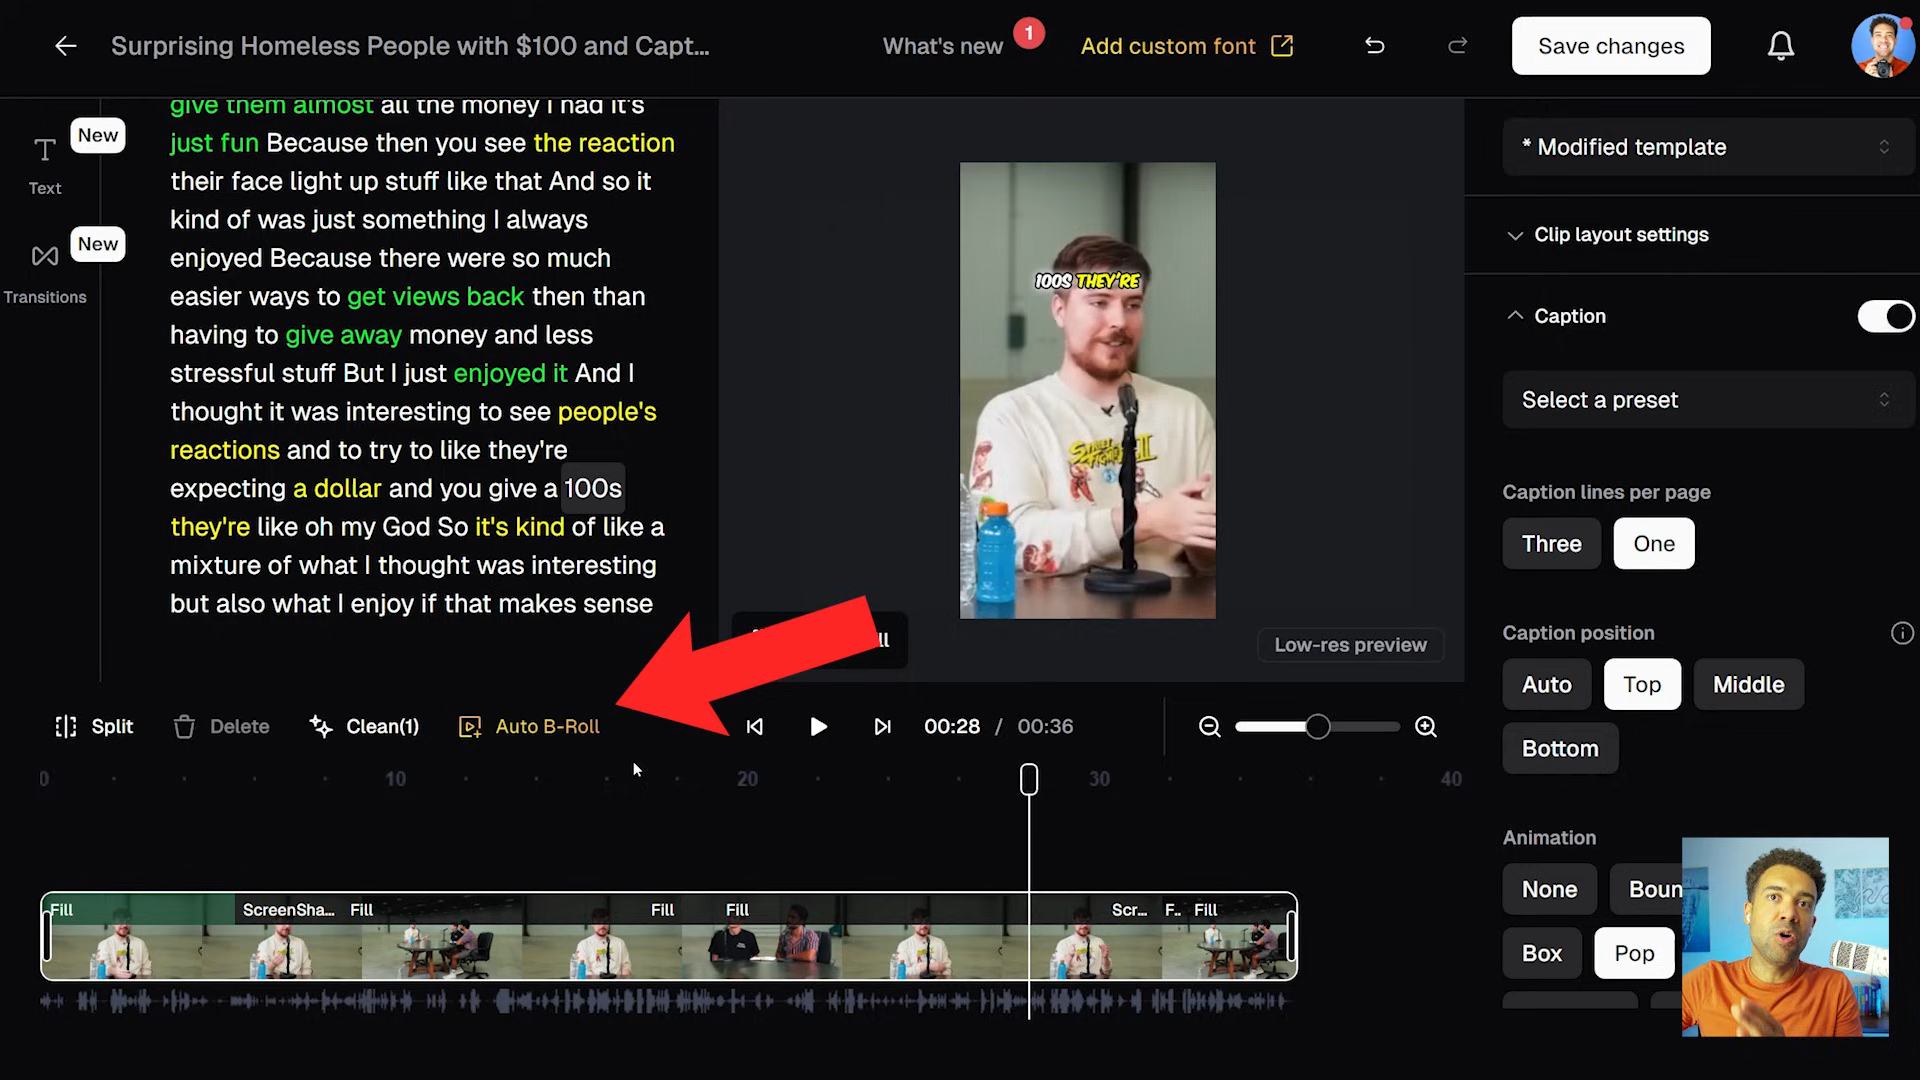 Surprising Homeless People with $100 and Capt...
What's new
1
Add custom font
Save changes
New
Text
New
Transitions
give them almost all the money I had it's
just fun Because then you see the reaction
their face light up stuff like that And so it
kind of was just something I always
enjoyed Because there were so much
easier ways to get views back then than
having to give away money and less
stressful stuff But I just enjoyed it And I
thought it was interesting to see people's
reactions and to try to like they're
expecting a dollar and you give a 100s
they're like oh my God So it's kind of like a
mixture of what I thought was interesting
but also what I enjoy if that makes sense
100S THEY'RE
STREET
FIGHTER II
Low-res preview
* Modified template
Clip layout settings
Caption
Select a preset
Caption lines per page
Three
One
Caption position
Auto
Top
Middle
Bottom
Animation
None
Boun
Box
Pop
Split
Delete
Clean(1)
Auto B-Roll
00:28 / 00:36
0
10
20
30
40
Fill
ScreenSha...
Fill
Fill
Fill
Scr...
F..
Fill